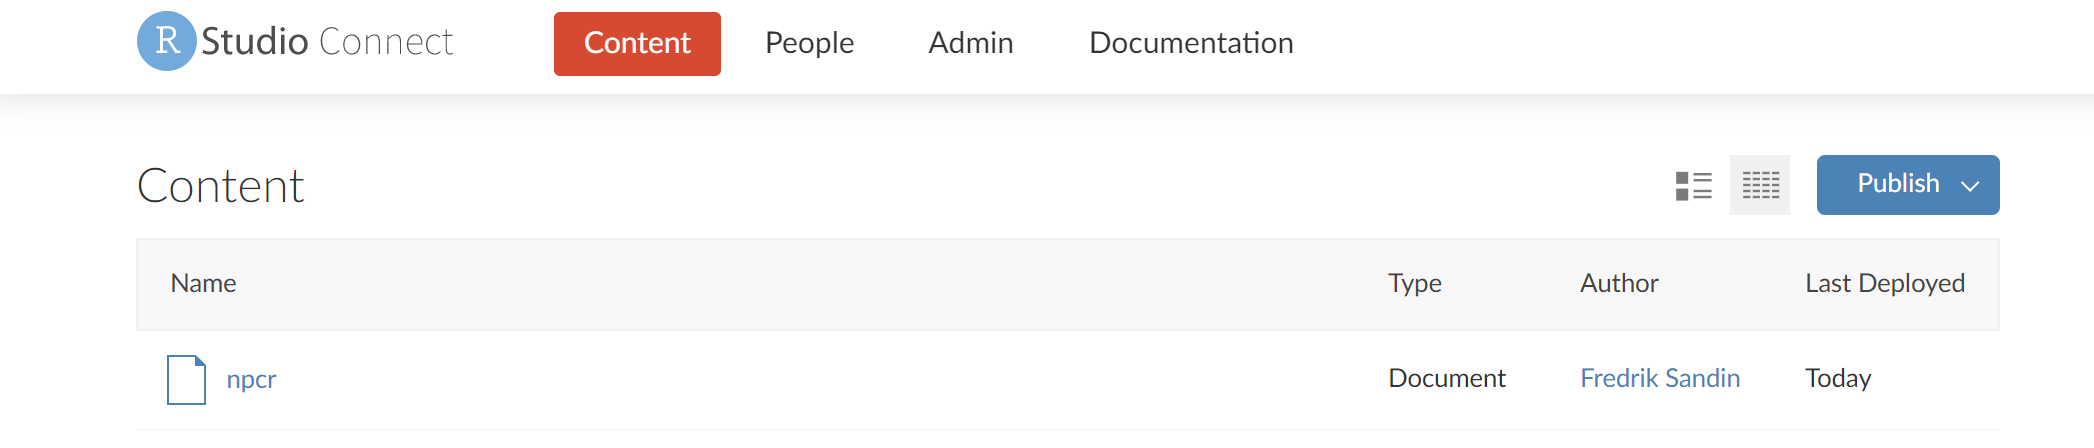 R Studio Connect Content People Admin Documentation
Content Publish
Name Type Author Last Deployed
npcr Document Fredrik Sandin Today